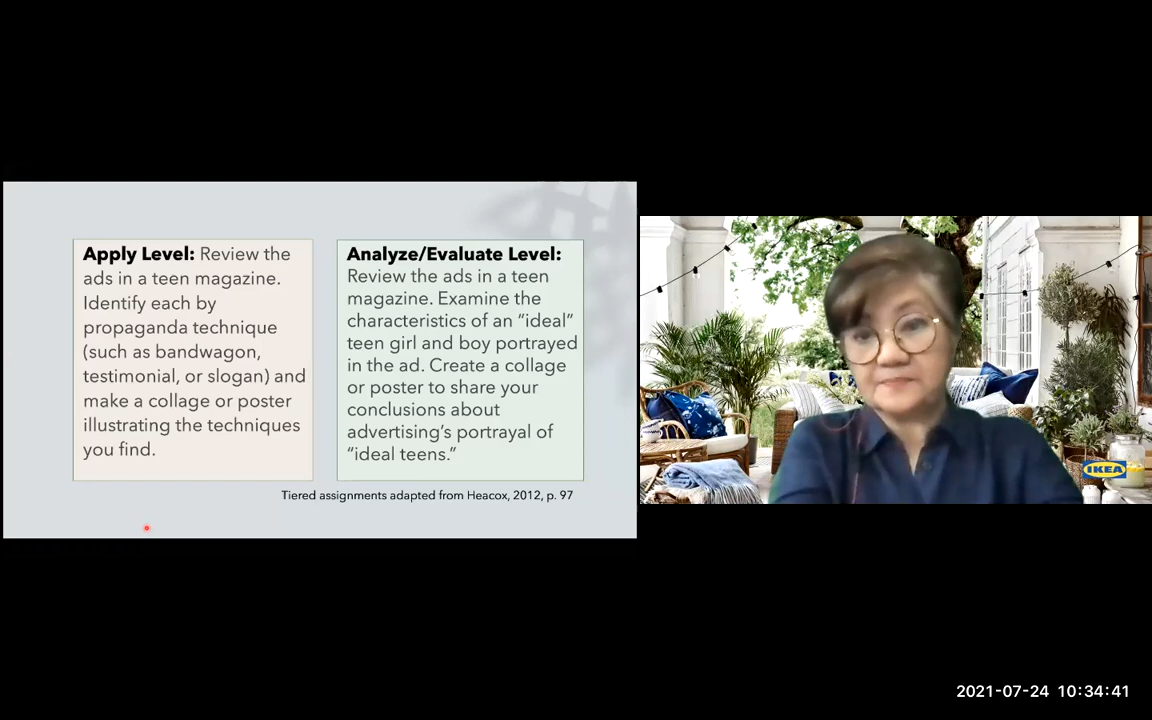 Apply Level: Review the
ads in a teen magazine.
Identify each by
propaganda technique
(such as bandwagon,
testimonial, or slogan) and
make a collage or poster
illustrating the techniques
you find.
Analyze/Evaluate Level:
Review the ads in a teen
magazine. Examine the
characteristics of an “ideal”
teen girl and boy portrayed
in the ad. Create a collage
or poster to share your
conclusions about
advertising’s portrayal of
“ideal teens.”
Tiered assignments adapted from Heacox, 2012, p. 97
IKEA
2021-07-24 10:34:41